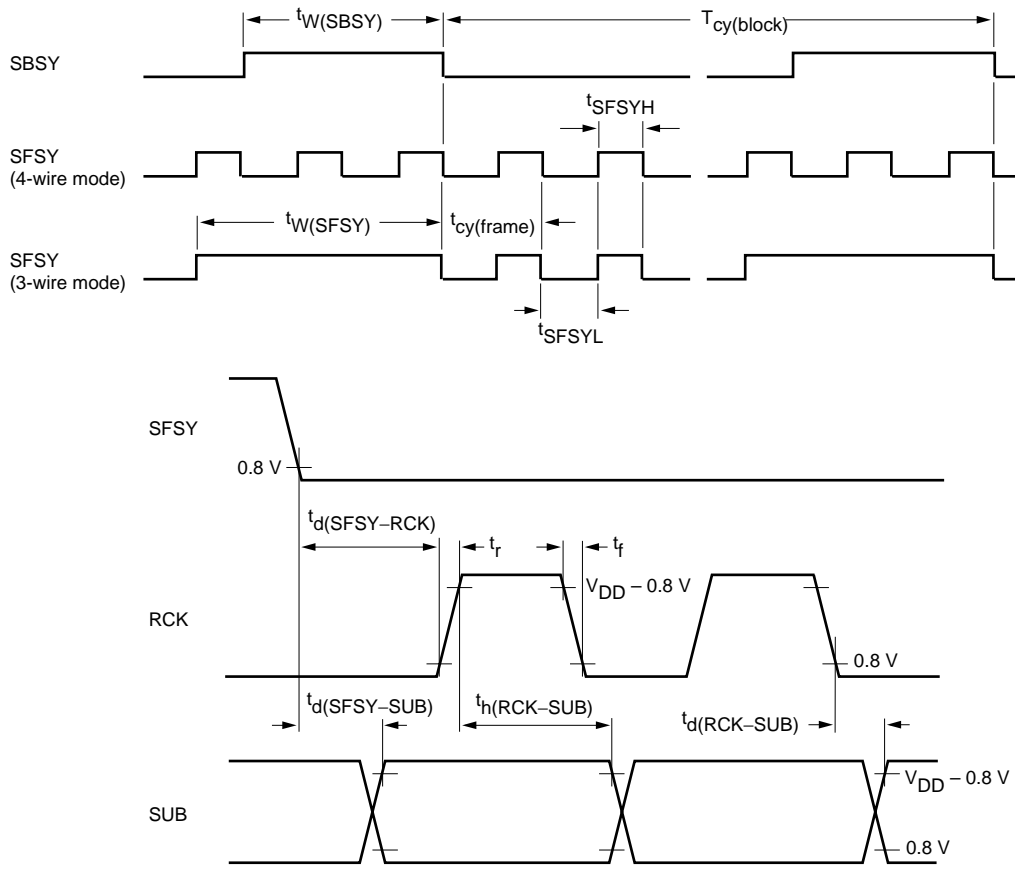 tW(SBSY)
Tcy(block)
SBSY
tSFSYH
SFSY
(4-wire mode)
tW(SFSY)
tcy(frame)
SFSY
(3-wire mode)
tSFSYL
SFSY
0.8 V
td(SFSY–RCK)
tr
tf
VDD – 0.8 V
RCK
0.8 V
td(SFSY–SUB)
th(RCK–SUB)
td(RCK–SUB)
VDD – 0.8 V
SUB
0.8 V